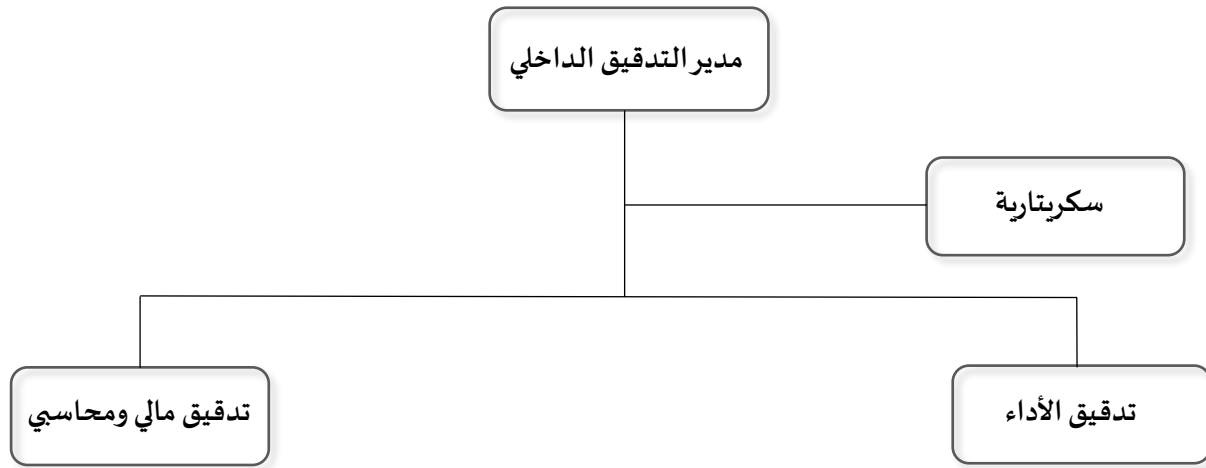 مدير التدقيق الداخلي
سكريتارية
تدقيق الأداء
تدقيق مالي ومحاسبي